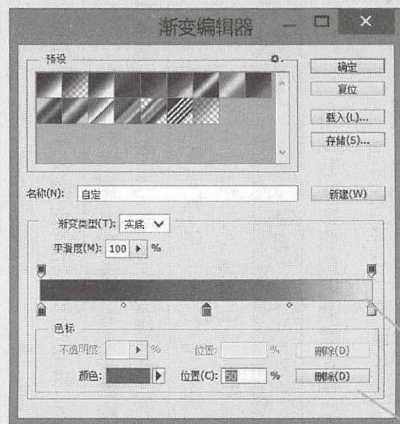 渐变编辑器
预设
确定
复位
载入(L)...
存储(S)...
名称(N): 自定
新建(W)
渐变类型(T): 实底
平滑度(M): 100 %
色标
不透明度: % 位置: % 删除(D)
颜色: 位置(C): 50 % 删除(D)